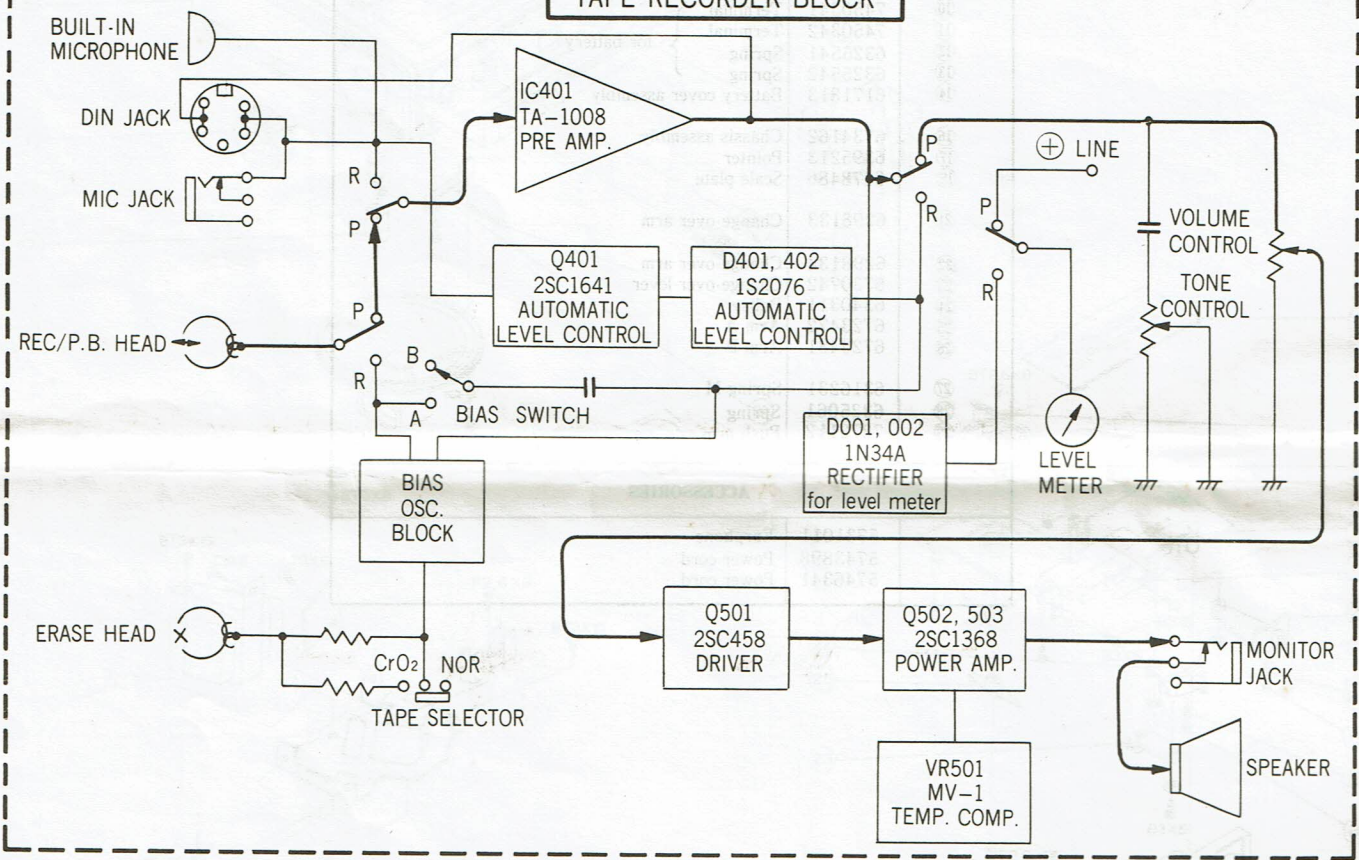 TAPE RECORDER BLOCK
BUILT-IN
MICROPHONE
DIN JACK
MIC JACK
IC401
TA-1008
PRE AMP.
R
P
P
R
P
R
+ LINE
VOLUME
CONTROL
TONE
CONTROL
Q401
2SC1641
AUTOMATIC
LEVEL CONTROL
D401, 402
1S2076
AUTOMATIC
LEVEL CONTROL
REC/P.B. HEAD
P
R
B
A
BIAS SWITCH
D001, 002
1N34A
RECTIFIER
for level meter
LEVEL
METER
BIAS
OSC.
BLOCK
ERASE HEAD
CrO2
NOR
TAPE SELECTOR
Q501
2SC458
DRIVER
Q502, 503
2SC1368
POWER AMP.
MONITOR
JACK
VR501
MV-1
TEMP. COMP.
SPEAKER